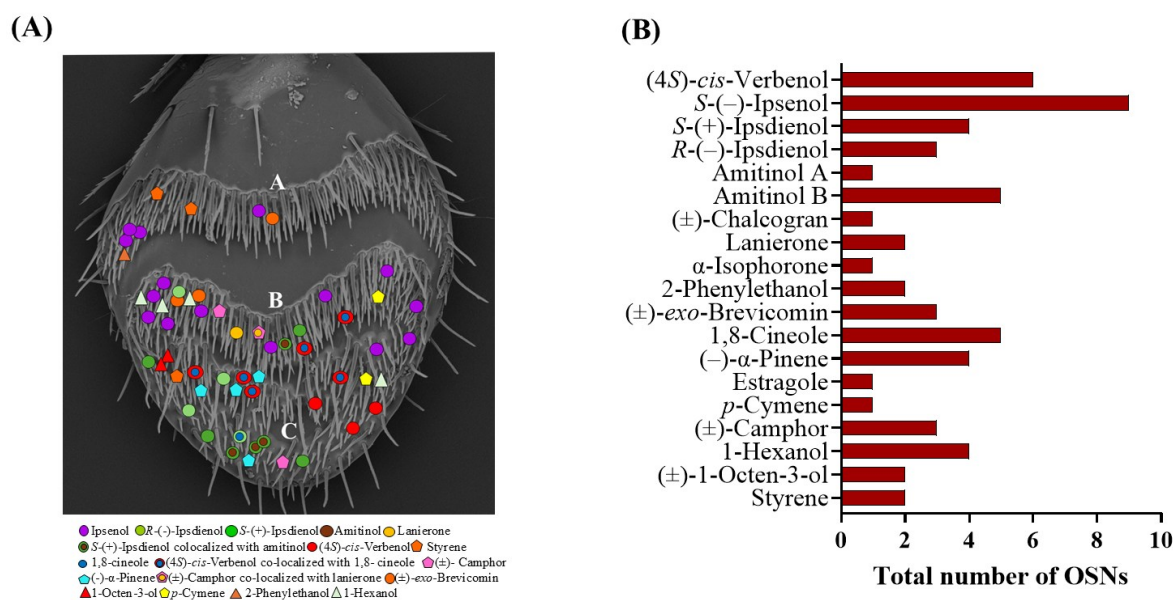 (A)
A
B
C
Ipsenol R-(-)-Ipsdienol S-(+)-Ipsdienol Amitinol Lanierone
S-(+)-Ipsdienol colocalized with amitinol (4S)-cis-Verbenol Styrene
1,8-cineole (4S)-cis-Verbenol co-localized with 1,8- cineole (±)- Camphor
(-)-α-Pinene (±)-Camphor co-localized with lanierone (±)-exo-Brevicomin
1-Octen-3-ol p-Cymene 2-Phenylethanol 1-Hexanol
(B)
(4S)-cis-Verbenol
S-(–)-Ipsenol
S-(+)-Ipsdienol
R-(–)-Ipsdienol
Amitinol A
Amitinol B
(±)-Chalcogran
Lanierone
α-Isophorone
2-Phenylethanol
(±)-exo-Brevicomin
1,8-Cineole
(–)-α-Pinene
Estragole
p-Cymene
(±)-Camphor
1-Hexanol
(±)-1-Octen-3-ol
Styrene
0 2 4 6 8 10
Total number of OSNs